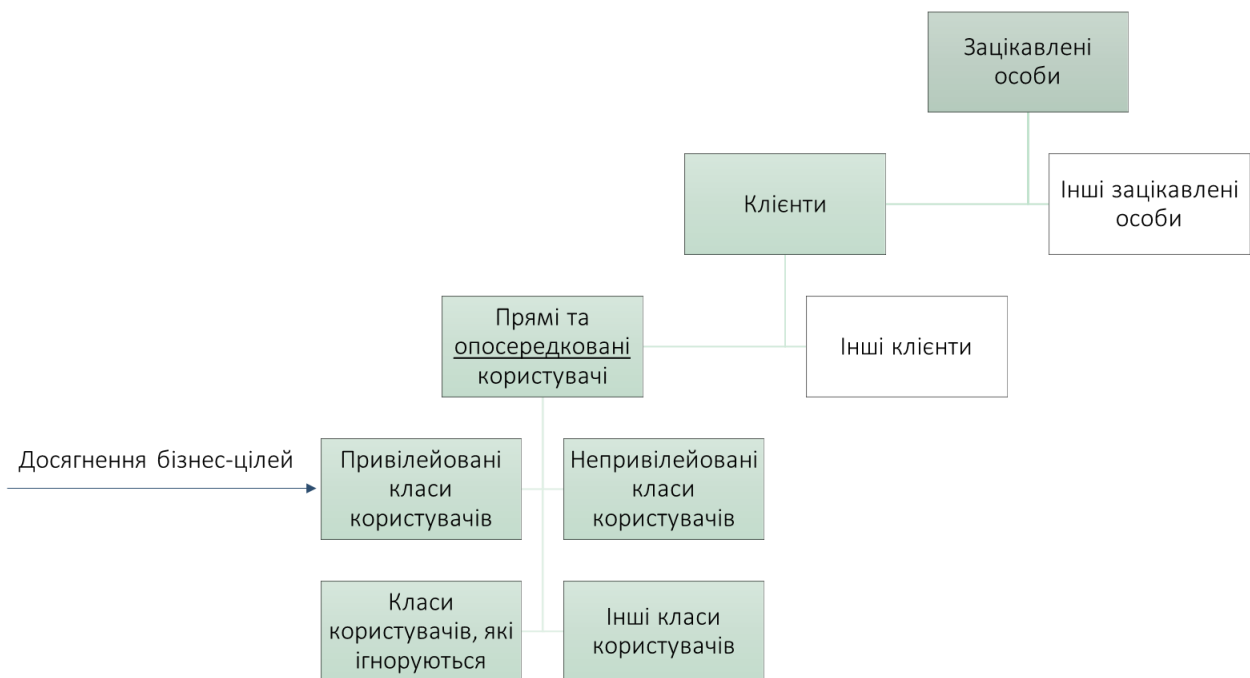 Зацікавлені
особи
Клієнти
Інші зацікавлені
особи
Прямі та
опосередковані
користувачі
Інші клієнти
Досягнення бізнес-цілей
Привілейовані
класи
користувачів
Непривілейовані
класи
користувачів
Класи
користувачів, які
ігноруються
Інші класи
користувачів